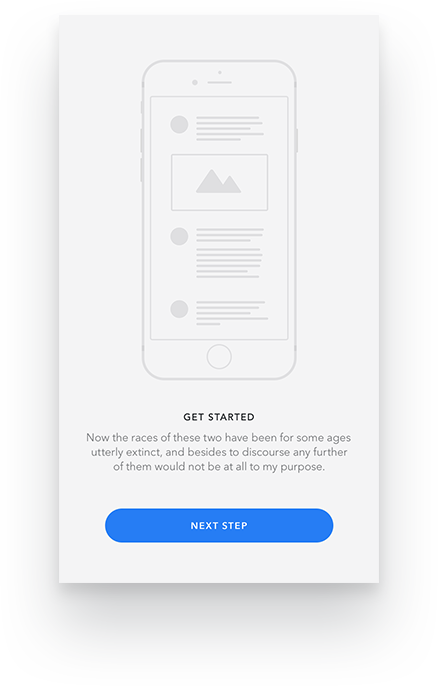 GET STARTED
Now the races of these two have been for some ages
utterly extinct, and besides to discourse any further
of them would not be at all to my purpose.
NEXT STEP